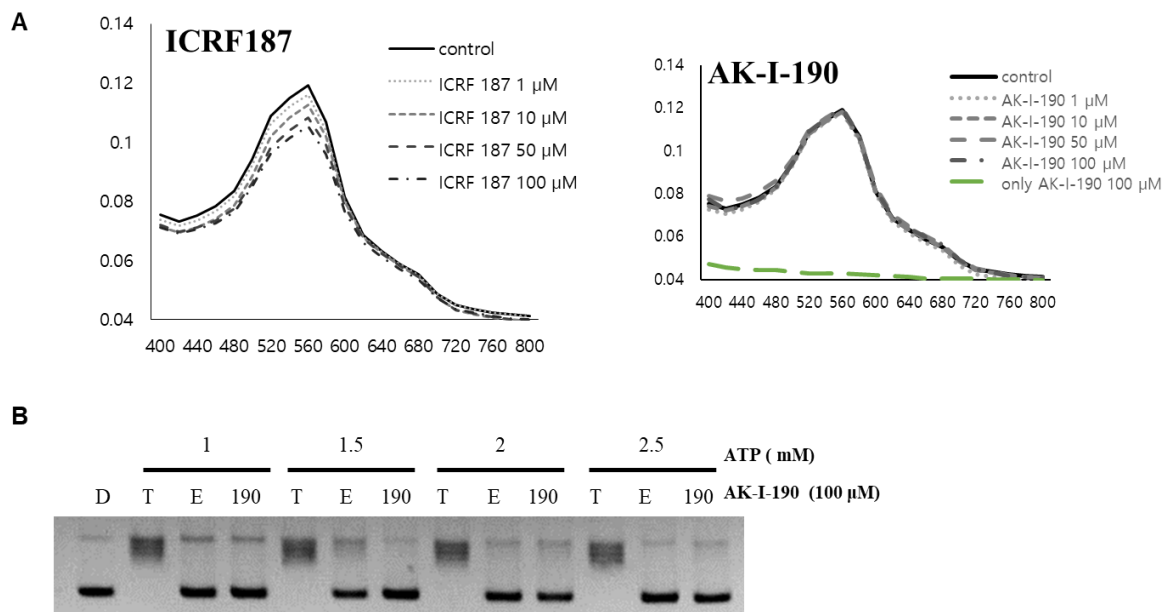 A
ICRF187
0.14
0.12
0.1
0.08
0.06
0.04
400 440 480 520 560 600 640 680 720 760 800
control
ICRF 187 1 μM
ICRF 187 10 μM
ICRF 187 50 μM
ICRF 187 100 μM
AK-I-190
0.14
0.12
0.1
0.08
0.06
0.04
400 440 480 520 560 600 640 680 720 760 800
control
AK-I-190 1 μM
AK-I-190 10 μM
AK-I-190 50 μM
AK-I-190 100 μM
only AK-I-190 100 μM
B
1 1.5 2 2.5 ATP ( mM)
D T E 190 T E 190 T E 190 T E 190 AK-I-190 (100 μM)